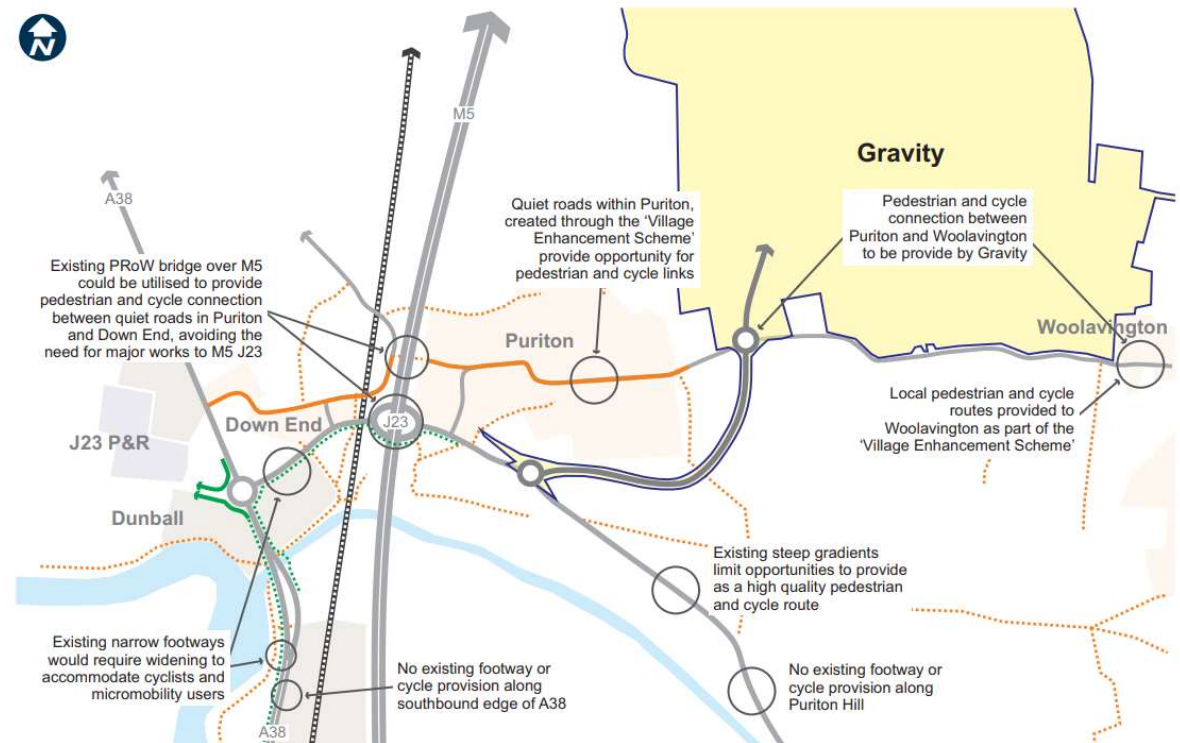 N
M5
Gravity
A38
Quiet roads within Puriton,
created through the ‘Village
Enhancement Scheme’
provide opportunity for
pedestrian and cycle links
Pedestrian and cycle
connection between
Puriton and Woolavington
to be provide by Gravity
Existing PRoW bridge over M5
could be utilised to provide
pedestrian and cycle connection
between quiet roads in Puriton
and Down End, avoiding the
need for major works to M5 J23
Puriton
Woolavington
Local pedestrian and cycle
routes provided to
Woolavington as part of the
‘Village Enhancement Scheme’
Down End
J23
J23 P&R
Dunball
Existing steep gradients
limit opportunities to provide
as a high quality pedestrian
and cycle route
Existing narrow footways
would require widening to
accommodate cyclists and
micromobility users
No existing footway or
cycle provision along
southbound edge of A38
No existing footway or
cycle provision along
Puriton Hill
A38